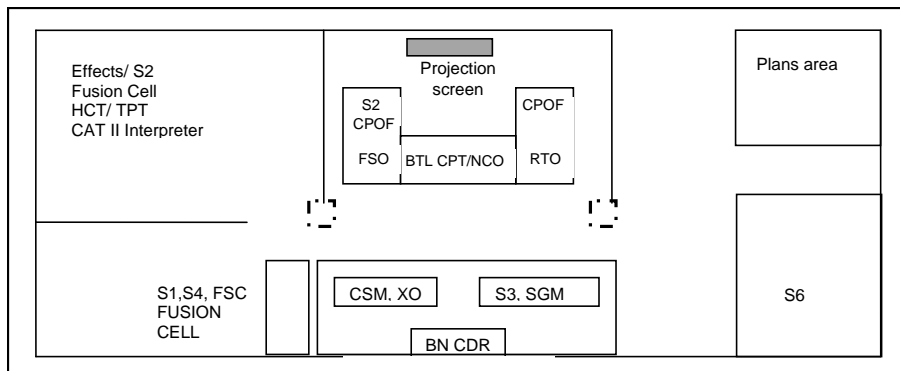 Effects/ S2
Fusion Cell
HCT/ TPT
CAT II Interpreter
Projection
screen
S2
CPOF
FSO
BTL CPT/NCO
CPOF
RTO
Plans area
S1,S4, FSC
FUSION
CELL
CSM, XO
S3, SGM
BN CDR
S6